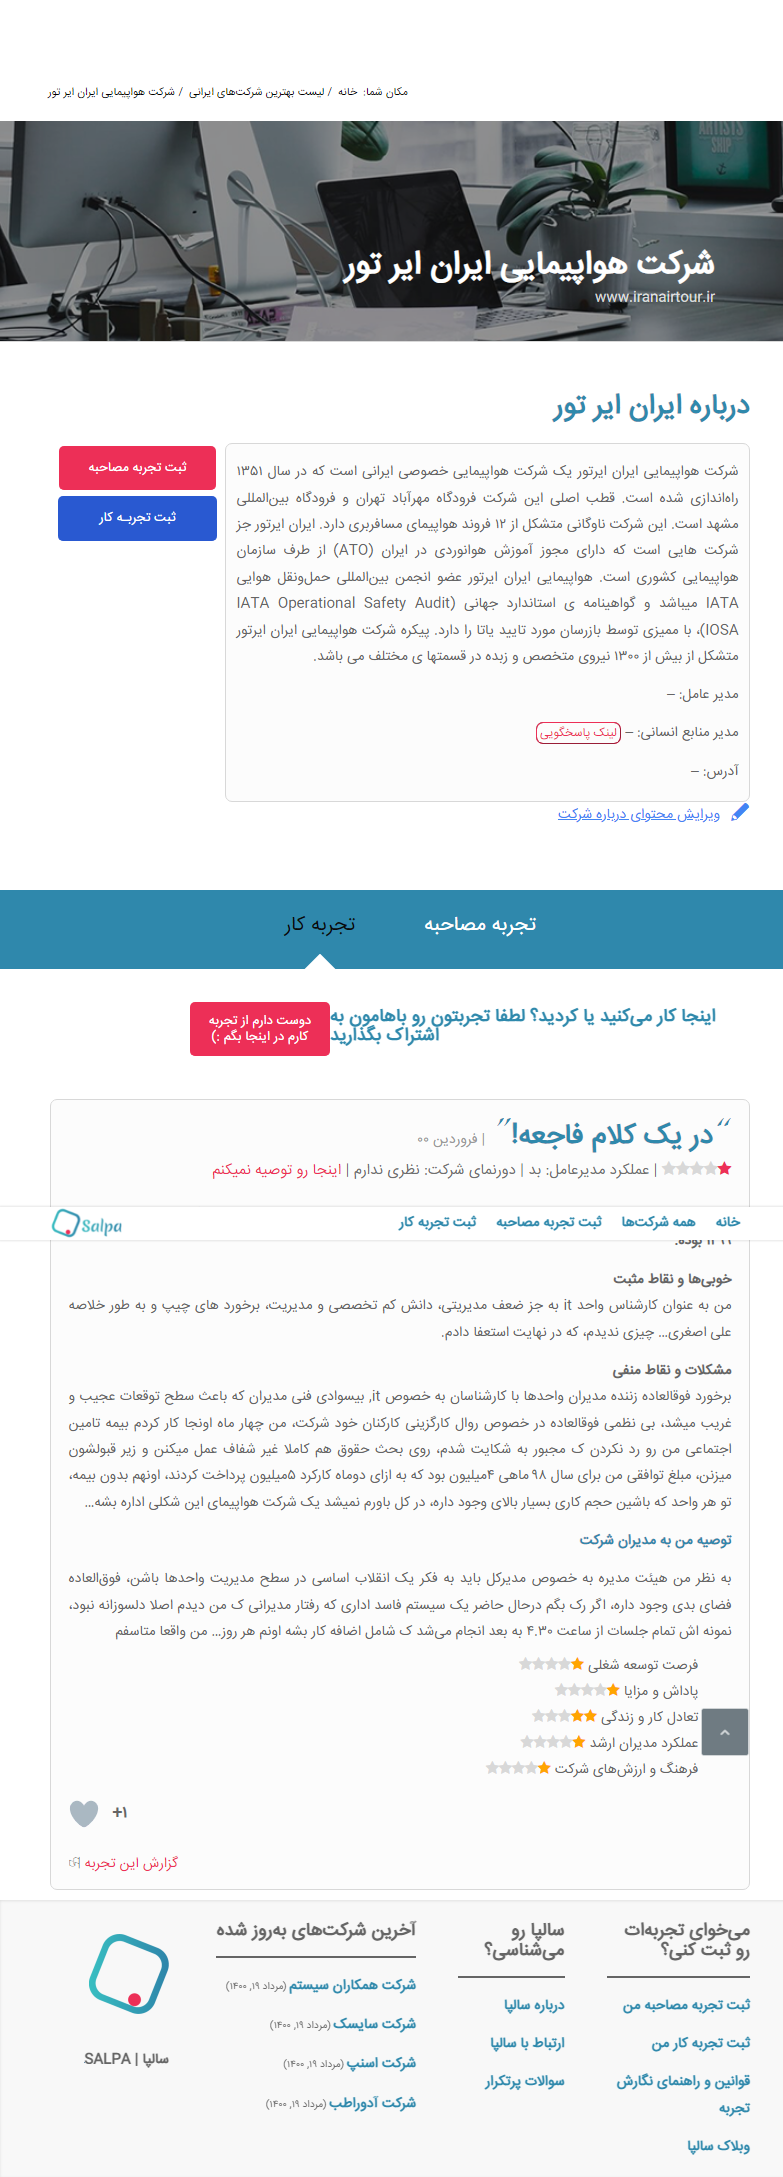 مکان شما: خانه / لیست بهترین شرکت‌های ایرانی / شرکت هواپیمایی ایران ایر تور
ARTISTS
SHIP
شرکت هواپیمایی ایران ایر تور
www.iranairtour.ir
درباره ایران ایر تور
شرکت هواپیمایی ایران ایرتور یک شرکت هواپیمایی خصوصی ایرانی است که در سال ۱۳۵۱
راه‌اندازی شده است. قطب اصلی این شرکت فرودگاه مهرآباد تهران و فرودگاه بین‌المللی
مشهد است. این شرکت ناوگانی متشکل از ۱۲ فروند هواپیمای مسافربری دارد. ایران ایرتور جز
شرکت هایی است که دارای مجوز آموزش هوانوردی در ایران (ATO) از طرف سازمان
هواپیمایی کشوری است. هواپیمایی ایران ایرتور عضو انجمن بین‌المللی حمل‌ونقل هوایی
IATA میباشد و گواهینامه ی استاندارد جهانی (IATA Operational Safety Audit
IOSA)، با ممیزی توسط بازرسان مورد تایید یاتا را دارد. پیکره شرکت هواپیمایی ایران ایرتور
متشکل از بیش از ۱۳۰۰ نیروی متخصص و زبده در قسمتها ی مختلف می باشد.
مدیر عامل: –
مدیر منابع انسانی: – لینک پاسخگویی
آدرس: –
ثبت تجربه مصاحبه
ثبت تجربـه کار
ویرایش محتوای درباره شرکت
تجربه مصاحبه
تجربه کار
اینجا کار می‌کنید یا کردید؟ لطفا تجربتون رو باهامون به
اشتراک بگذارید
دوست دارم از تجربه
کارم در اینجا بگم :)
“در یک کلام فاجعه!” | فروردین ۰۰
| عملکرد مدیرعامل: بد | دورنمای شرکت: نظری ندارم | اینجا رو توصیه نمیکنم
خانه
همه شرکت‌ها
ثبت تجربه مصاحبه
ثبت تجربه کار
Salpa
بوده.
خوبی‌ها و نقاط مثبت
من به عنوان کارشناس واحد it به جز ضعف مدیریتی، دانش کم تخصصی و مدیریت، برخورد های چیپ و به طور خلاصه
علی اصغری... چیزی ندیدم، که در نهایت استعفا دادم.
مشکلات و نقاط منفی
برخورد فوقالعاده زننده مدیران واحدها با کارشناسان به خصوص it, بیسوادی فنی مدیران که باعث سطح توقعات عجیب و
غریب میشد، بی نظمی فوقالعاده در خصوص روال کارگزینی کارکنان خود شرکت، من چهار ماه اونجا کار کردم بیمه تامین
اجتماعی من رو رد نکردن ک مجبور به شکایت شدم، روی بحث حقوق هم کاملا غیر شفاف عمل میکنن و زیر قبولشون
میزنن، مبلغ توافقی من برای سال ۹۸ ماهی ۴میلیون بود که به ازای دوماه کارکرد ۵میلیون پرداخت کردند، اونهم بدون بیمه،
تو هر واحد که باشین حجم کاری بسیار بالای وجود داره، در کل باورم نمیشد یک شرکت هواپیمای این شکلی اداره بشه...
توصیه من به مدیران شرکت
به نظر من هیئت مدیره به خصوص مدیرکل باید به فکر یک انقلاب اساسی در سطح مدیریت واحدها باشن، فوق‌العاده
فضای بدی وجود داره، اگر رک بگم درحال حاضر یک سیستم فاسد اداری که رفتار مدیرانی ک من دیدم اصلا دلسوزانه نبود،
نمونه اش تمام جلسات از ساعت ۴.۳۰ به بعد انجام می‌شد ک شامل اضافه کار بشه اونم هر روز... من واقعا متاسفم
فرصت توسعه شغلی
پاداش و مزایا
تعادل کار و زندگی
عملکرد مدیران ارشد
فرهنگ و ارزش‌های شرکت
+۱
گزارش این تجربه
می‌خوای تجربه‌ات
رو ثبت کنی؟
ثبت تجربه مصاحبه من
ثبت تجربه کار من
قوانین و راهنمای نگارش
تجربه
وبلاگ سالپا
سالپا رو
می‌شناسی؟
درباره سالپا
ارتباط با سالپا
سوالات پرتکرار
آخرین شرکت‌های به‌روز شده
شرکت همکاران سیستم (مرداد ۱۹, ۱۴۰۰)
شرکت سایسک (مرداد ۱۹, ۱۴۰۰)
شرکت اسنپ (مرداد ۱۹, ۱۴۰۰)
شرکت آدوراطب (مرداد ۱۹, ۱۴۰۰)
سالپا | SALPA